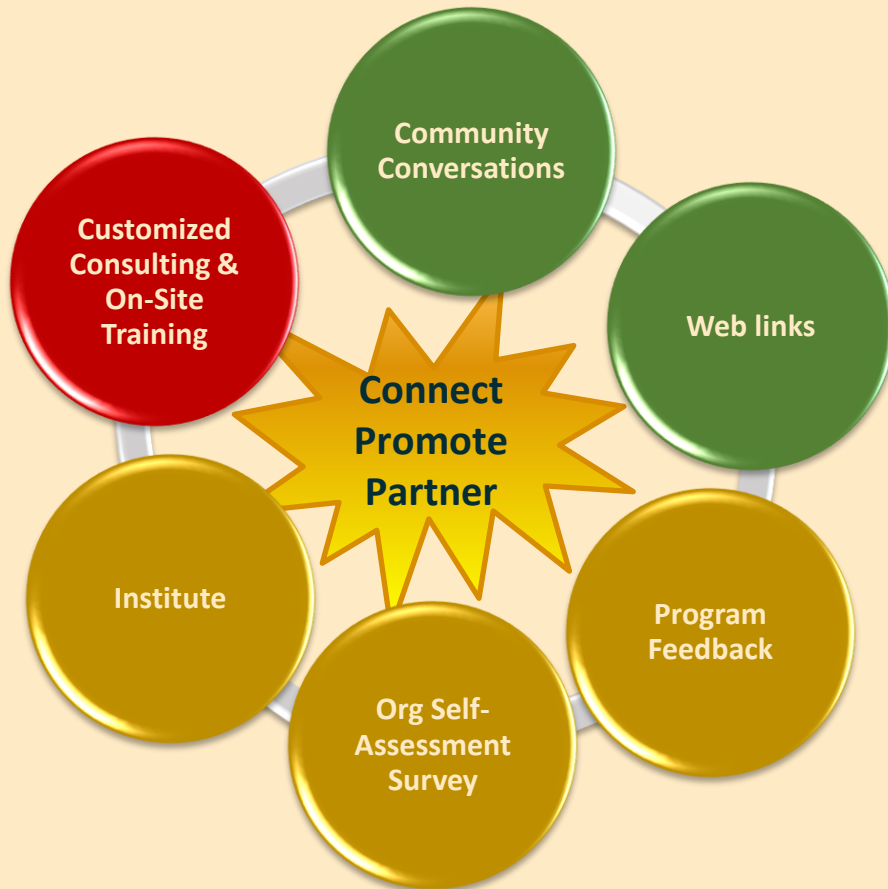 Community
Conversations
Customized
Consulting &
On-Site
Training
Web links
Connect
Promote
Partner
Institute
Program
Feedback
Org Self-
Assessment
Survey